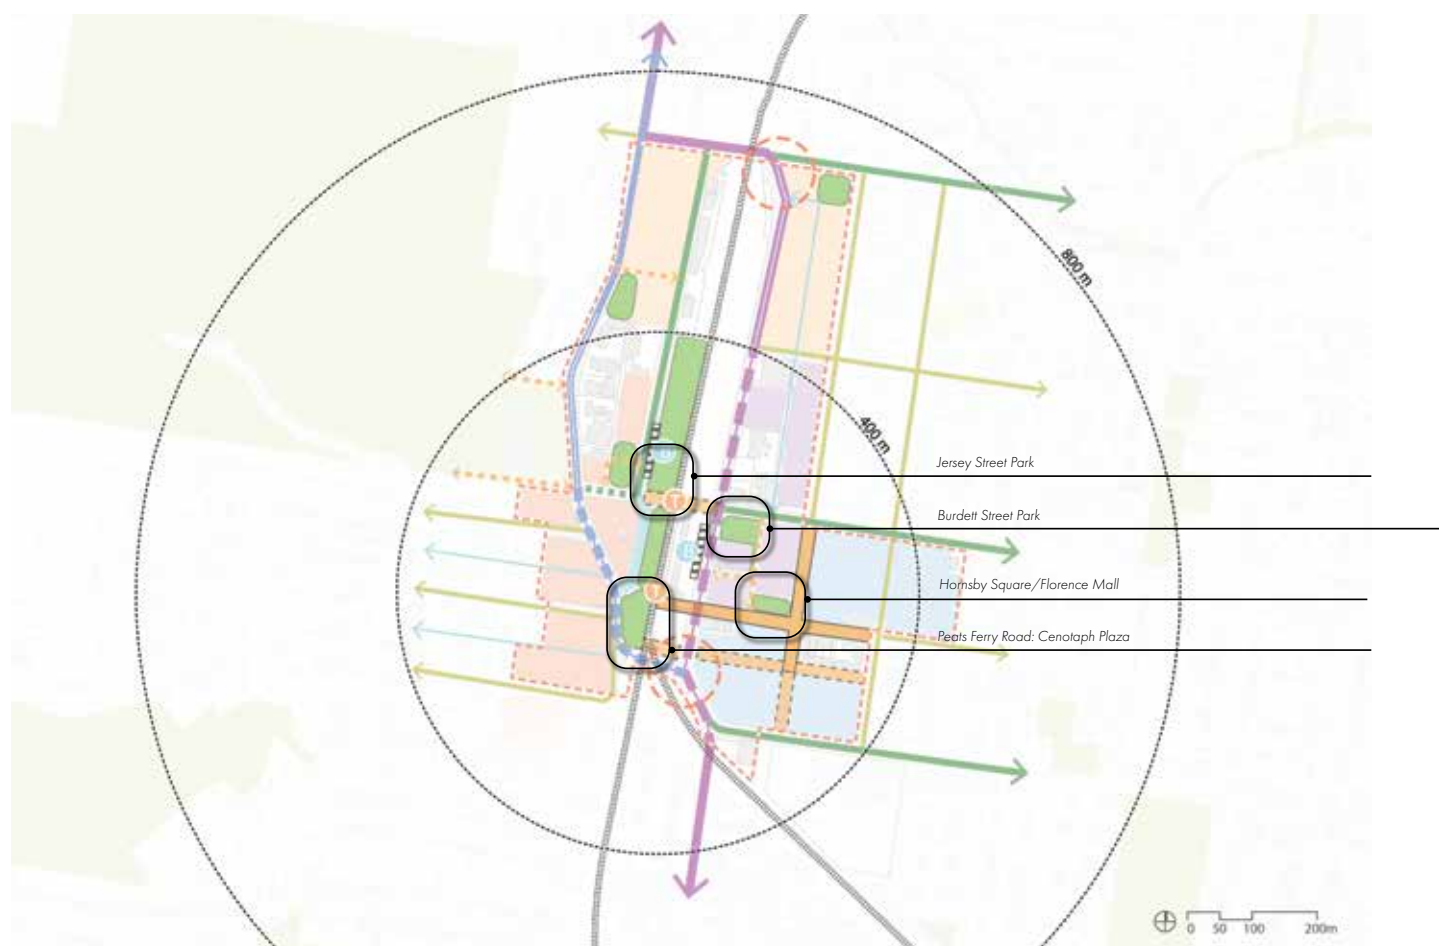 800 m
400 m
Jersey Street Park
Burdett Street Park
Hornsby Square/Florence Mall
Peats Ferry Road: Cenotaph Plaza
0 50 100 200m